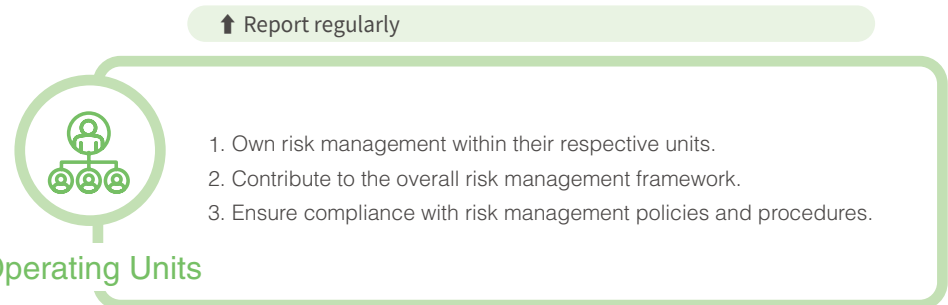 ⬆ Report regularly
1. Own risk management within their respective units.
2. Contribute to the overall risk management framework.
3. Ensure compliance with risk management policies and procedures.
Operating Units